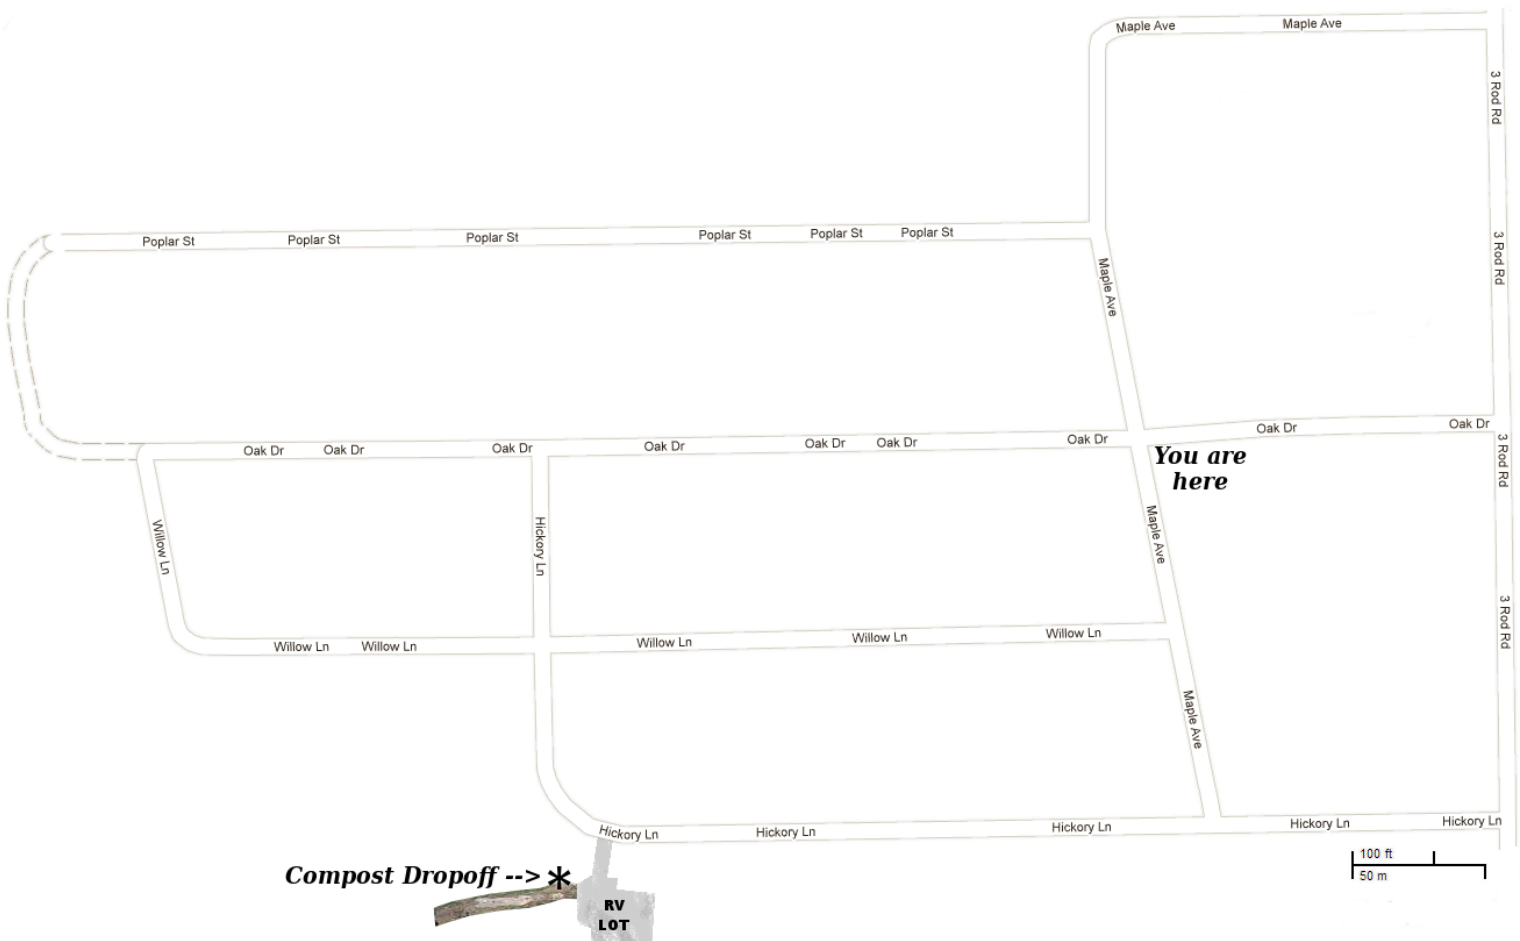 Maple Ave Maple Ave
3 Rod Rd
Poplar St Poplar St Poplar St Poplar St Poplar St Poplar St
3 Rod Rd
Maple Ave
Oak Dr Oak Dr Oak Dr Oak Dr Oak Dr Oak Dr Oak Dr Oak Dr Oak Dr
You are
here
3 Rod Rd
Willow Ln
Hickory Ln
Maple Ave
3 Rod Rd
Willow Ln Willow Ln Willow Ln Willow Ln Willow Ln
Maple Ave
Hickory Ln Hickory Ln Hickory Ln Hickory Ln Hickory Ln
100 ft
50 m
Compost Dropoff --> *
RV
LOT